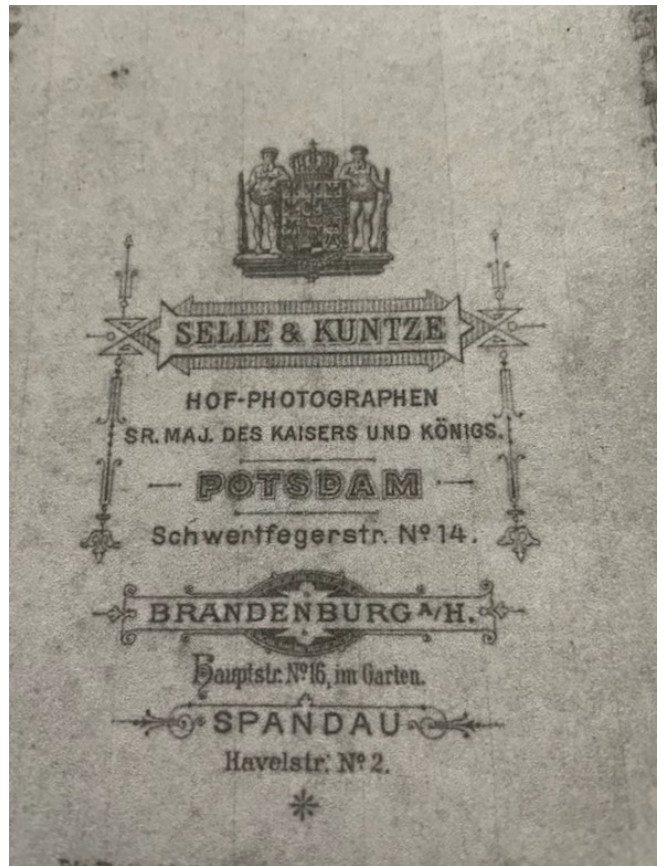 SELLE & KUNTZE
HOF-PHOTOGRAPHEN
SR. MAJ. DES KAISERS UND KÖNIGS.
POTSDAM
Schwertfegerstr. Nº 14.
BRANDENBURG A/H.
Hauptstr. Nº 16, im Garten.
SPANDAU
Havelstr. Nº 2.